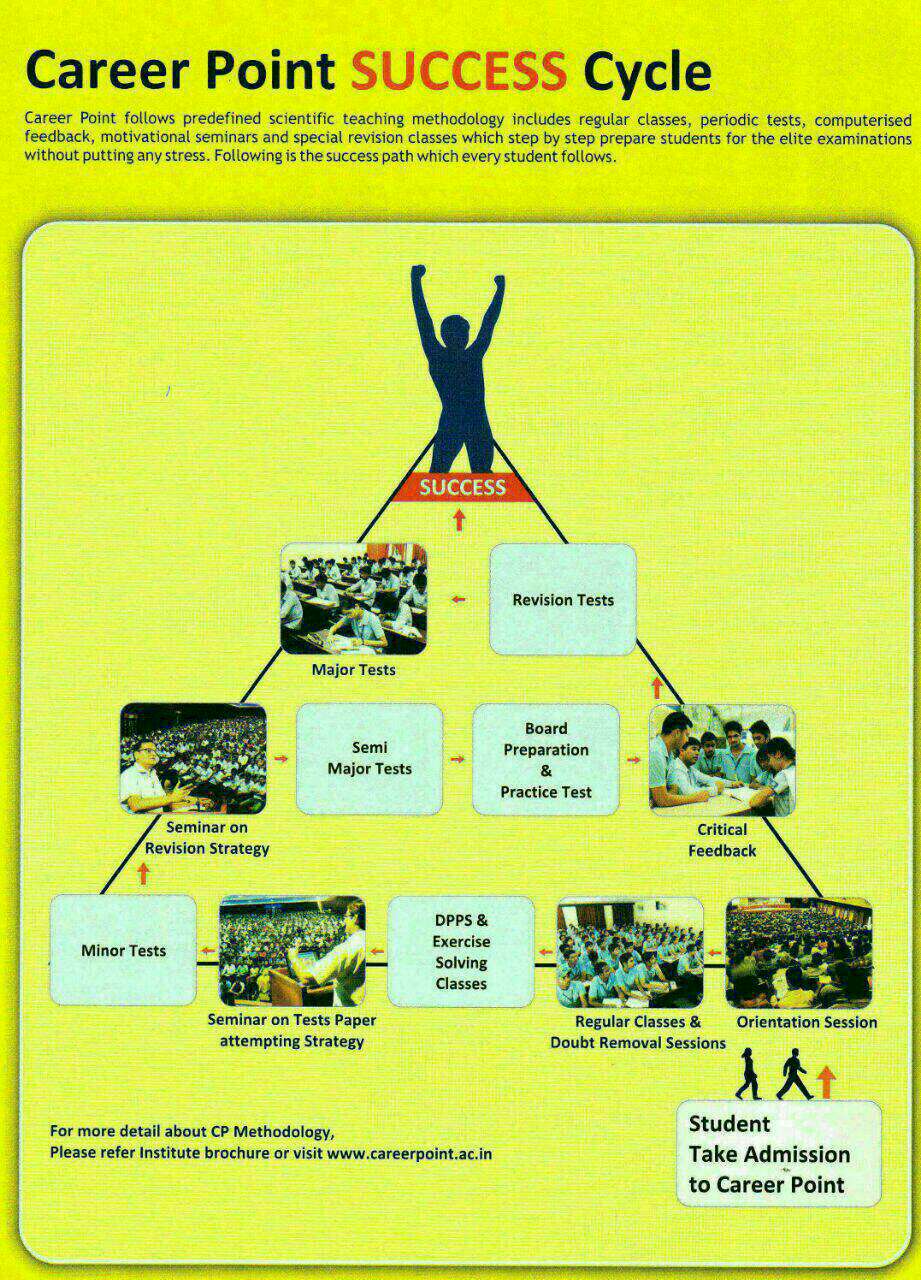 Career Point SUCCESS Cycle
Career Point follows predefined scientific teaching methodology includes regular classes, periodic tests, computerised
feedback, motivational seminars and special revision classes which step by step prepare students for the elite examinations
without putting any stress. Following is the success path which every student follows.
SUCCESS
Revision Tests
Major Tests
Semi
Major Tests
Board
Preparation
&
Practice Test
Seminar on
Revision Strategy
Critical
Feedback
Minor Tests
DPPS &
Exercise
Solving
Classes
Seminar on Tests Paper
attempting Strategy
Regular Classes &
Doubt Removal Sessions
Orientation Session
Student
Take Admission
to Career Point
For more detail about CP Methodology,
Please refer Institute brochure or visit www.careerpoint.ac.in